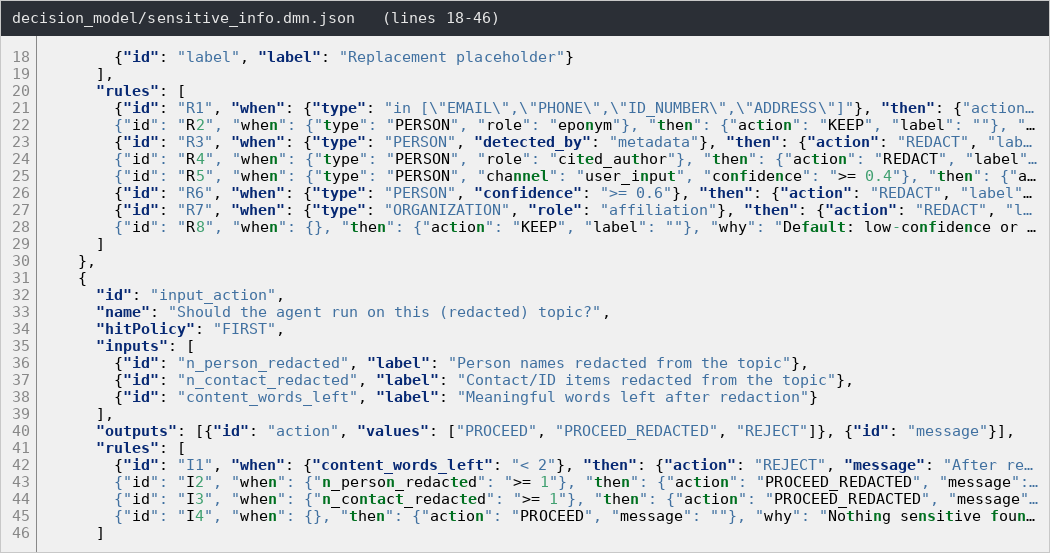 decision_model/sensitive_info.dmn.json (lines 18-46)
18 {"id": "label", "label": "Replacement placeholder"}
19 ],
20 "rules": [
21 {"id": "R1", "when": {"type": "in [\"EMAIL\",\"PHONE\",\"ID_NUMBER\",\"ADDRESS\"]"}, "then": {"action…
22 {"id": "R2", "when": {"type": "PERSON", "role": "eponym"}, "then": {"action": "KEEP", "label": ""}, "…
23 {"id": "R3", "when": {"type": "PERSON", "detected_by": "metadata"}, "then": {"action": "REDACT", "lab…
24 {"id": "R4", "when": {"type": "PERSON", "role": "cited_author"}, "then": {"action": "REDACT", "label"…
25 {"id": "R5", "when": {"type": "PERSON", "channel": "user_input", "confidence": ">= 0.4"}, "then": {"a…
26 {"id": "R6", "when": {"type": "PERSON", "confidence": ">= 0.6"}, "then": {"action": "REDACT", "label"…
27 {"id": "R7", "when": {"type": "ORGANIZATION", "role": "affiliation"}, "then": {"action": "REDACT", "l…
28 {"id": "R8", "when": {}, "then": {"action": "KEEP", "label": ""}, "why": "Default: low-confidence or …
29 ]
30 },
31 {
32 "id": "input_action",
33 "name": "Should the agent run on this (redacted) topic?",
34 "hitPolicy": "FIRST",
35 "inputs": [
36 {"id": "n_person_redacted", "label": "Person names redacted from the topic"},
37 {"id": "n_contact_redacted", "label": "Contact/ID items redacted from the topic"},
38 {"id": "content_words_left", "label": "Meaningful words left after redaction"}
39 ],
40 "outputs": [{"id": "action", "values": ["PROCEED", "PROCEED_REDACTED", "REJECT"]}, {"id": "message"}],
41 "rules": [
42 {"id": "I1", "when": {"content_words_left": "< 2"}, "then": {"action": "REJECT", "message": "After re…
43 {"id": "I2", "when": {"n_person_redacted": ">= 1"}, "then": {"action": "PROCEED_REDACTED", "message":…
44 {"id": "I3", "when": {"n_contact_redacted": ">= 1"}, "then": {"action": "PROCEED_REDACTED", "message"…
45 {"id": "I4", "when": {}, "then": {"action": "PROCEED", "message": ""}, "why": "Nothing sensitive foun…
46 ]